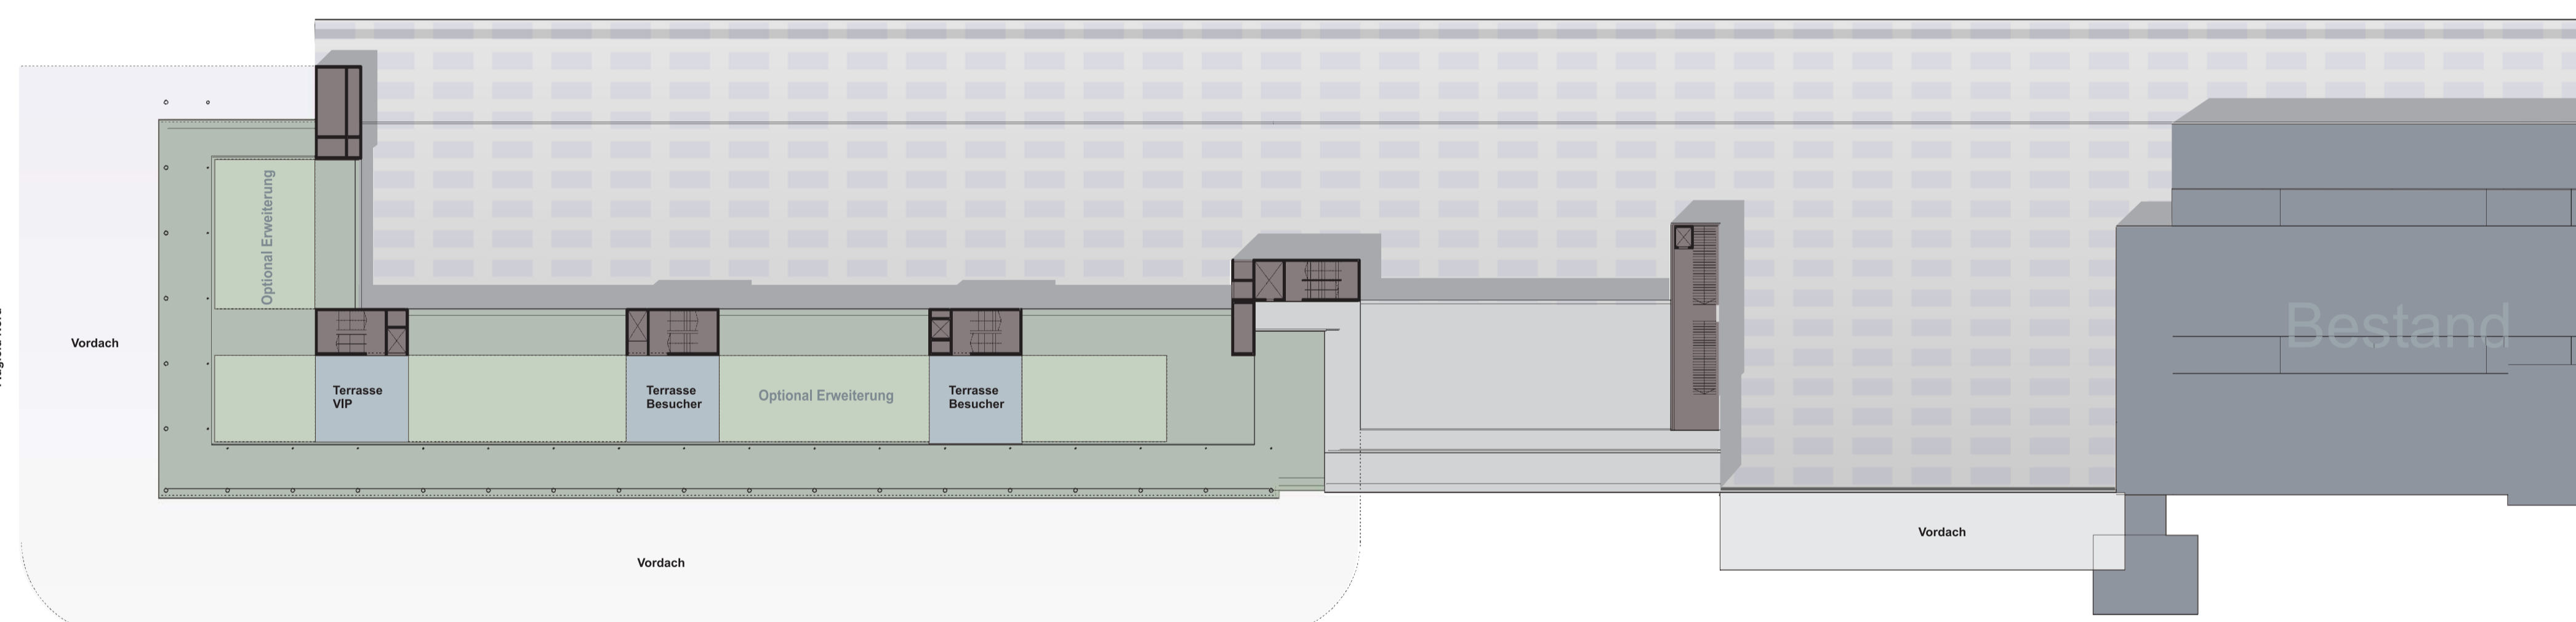 Optional Erweiterung
Vordach
Terrasse
VIP
Terrasse
Besucher
Optional Erweiterung
Terrasse
Besucher
Bestand
Vordach
Vordach